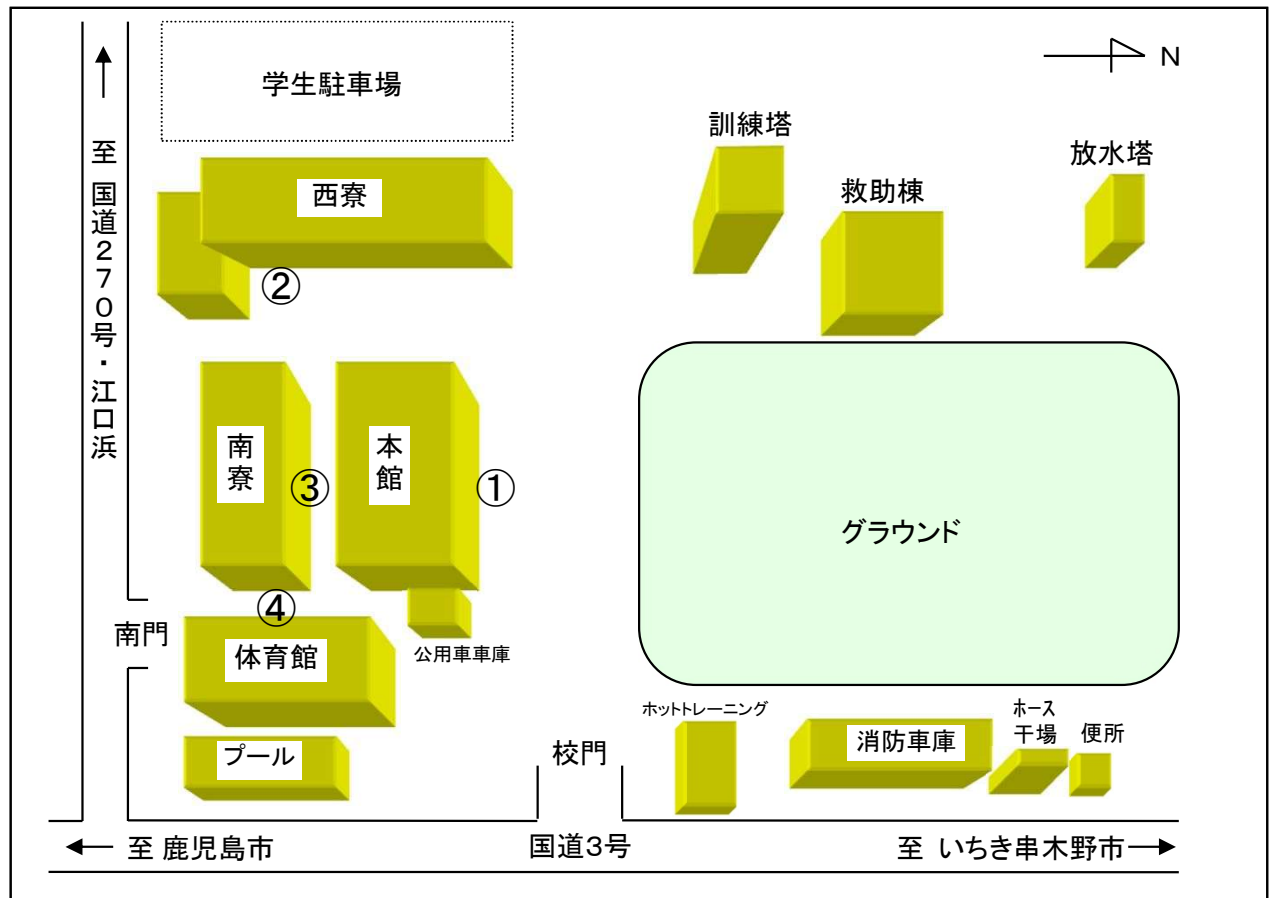 学生駐車場
N
訓練塔
放水塔
救助棟
西寮
至 国道270号・江口浜
②
南寮
③
本館
①
グラウンド
④
南門
体育館
公用車車庫
ホットトレーニング
ホース
干場
便所
消防車庫
プール
校門
至 鹿児島市
国道3号
至 いちき串木野市